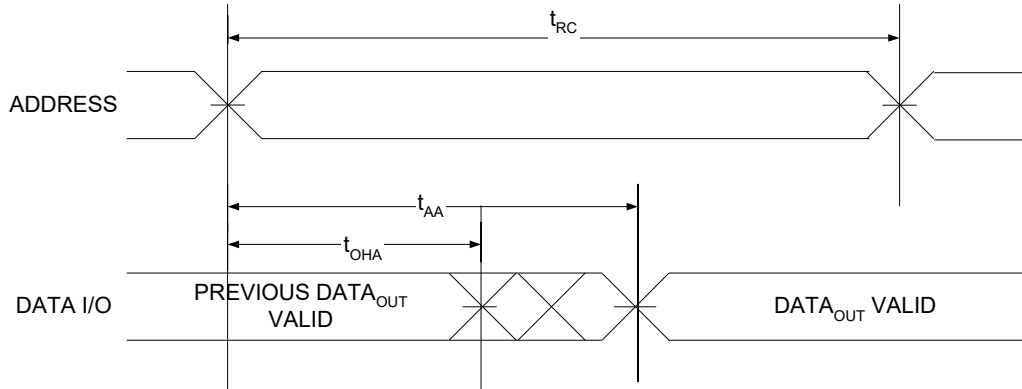 tRC
ADDRESS
tAA
tOHA
DATA I/O
PREVIOUS DATAOUT
VALID
DATAOUT VALID